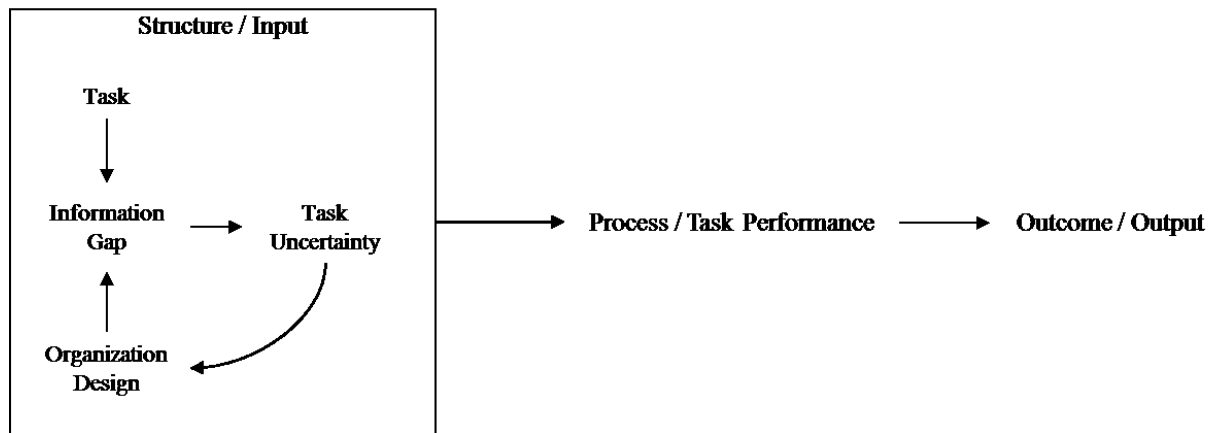 Structure / Input
Task
Information
Gap
Task
Uncertainty
Organization
Design
Process / Task Performance
Outcome / Output